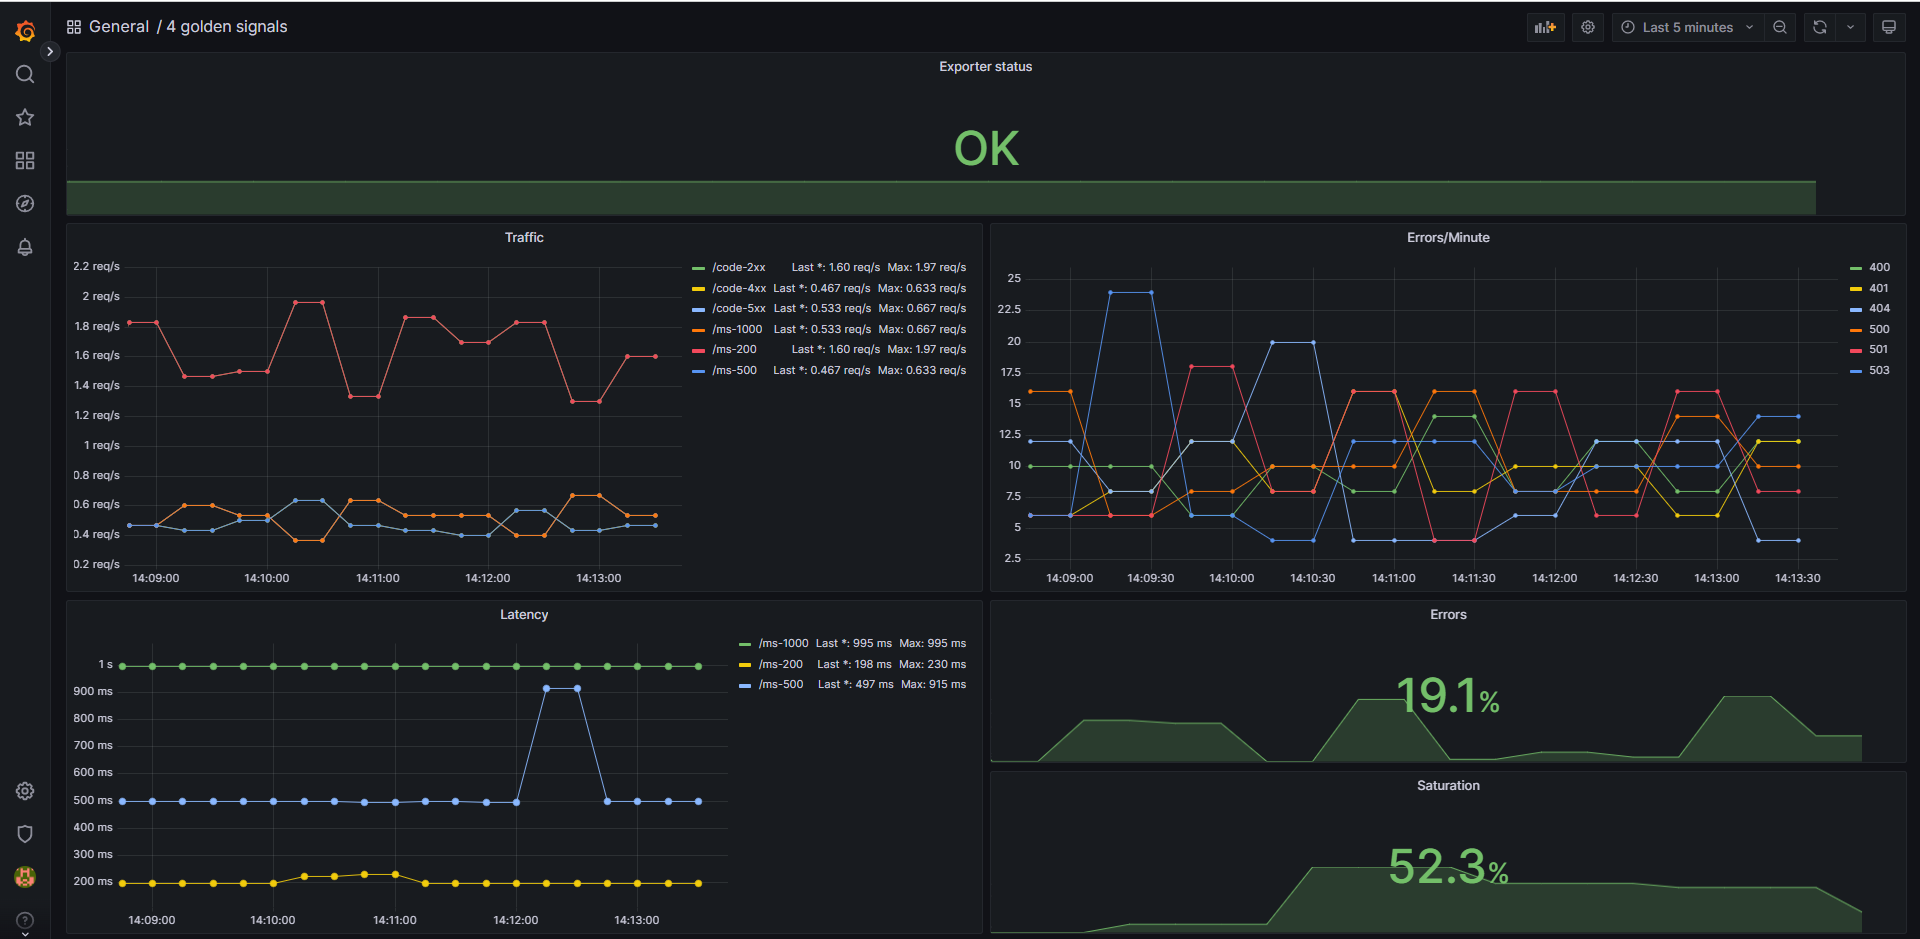 General / 4 golden signals
Last 5 minutes
Exporter status
OK
Traffic
2.2 req/s
2 req/s
1.8 req/s
1.6 req/s
1.4 req/s
1.2 req/s
1 req/s
0.8 req/s
0.6 req/s
0.4 req/s
0.2 req/s
14:09:00 14:10:00 14:11:00 14:12:00 14:13:00
/code-2xx Last *: 1.60 req/s Max: 1.97 req/s
/code-4xx Last *: 0.467 req/s Max: 0.633 req/s
/code-5xx Last *: 0.533 req/s Max: 0.667 req/s
/ms-1000 Last *: 0.533 req/s Max: 0.667 req/s
/ms-200 Last *: 1.60 req/s Max: 1.97 req/s
/ms-500 Last *: 0.467 req/s Max: 0.633 req/s
Errors/Minute
25
22.5
20
17.5
15
12.5
10
7.5
5
2.5
14:09:00 14:09:30 14:10:00 14:10:30 14:11:00 14:11:30 14:12:00 14:12:30 14:13:00 14:13:30
400
401
404
500
501
503
Latency
1 s
900 ms
800 ms
700 ms
600 ms
500 ms
400 ms
300 ms
200 ms
14:09:00 14:10:00 14:11:00 14:12:00 14:13:00
/ms-1000 Last *: 995 ms Max: 995 ms
/ms-200 Last *: 198 ms Max: 230 ms
/ms-500 Last *: 497 ms Max: 915 ms
Errors
19.1%
Saturation
52.3%